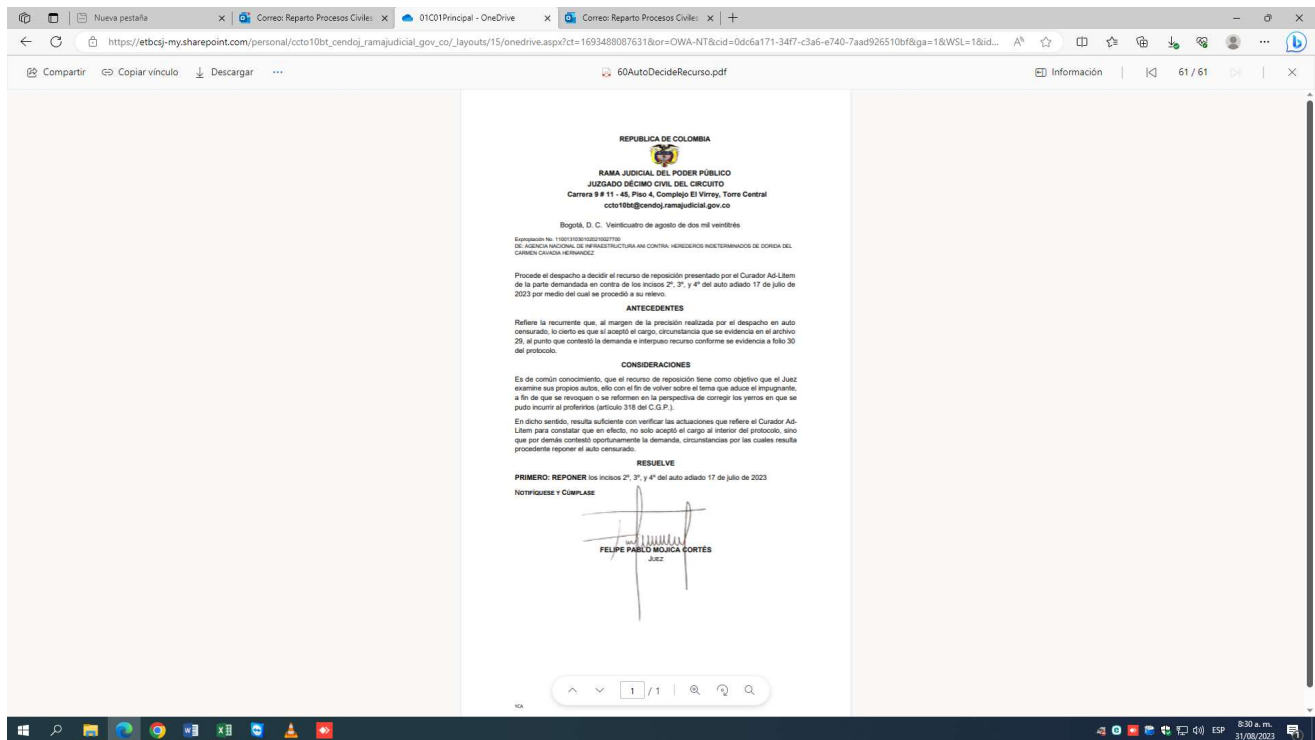 Nueva pestaña
Correo: Reparto Procesos Civiles
01C01Principal - OneDrive
Correo: Reparto Procesos Civiles
https://etbcsj-my.sharepoint.com/personal/ccto10bt_cendoj_ramajudicial_gov_co/_layouts/15/onedrive.aspx?ct=1693488087631&or=OWA-NT&cid=0dc6a171-34f7-c3a6-e740-7aad926510bf&ga=1&WSL=1&id...
Compartir Copiar vínculo Descargar ... 60AutoDecideRecurso.pdf Información 61 / 61
REPUBLICA DE COLOMBIA
RAMA JUDICIAL DEL PODER PÚBLICO
JUZGADO DÉCIMO CIVIL DEL CIRCUITO
Carrera 9 # 11 - 45, Piso 4, Complejo El Virrey, Torre Central
ccto10bt@cendoj.ramajudicial.gov.co
Bogotá, D. C. Veinticuatro de agosto de dos mil veintitrés
Expropiación No. 11001310301020210027700
DE: AGENCIA NACIONAL DE INFRAESTRUCTURA ANI CONTRA: HEREDEROS INDETERMINADOS DE DORIDA DEL
CARMEN CAVADIA HERNANDEZ
Procede el despacho a decidir el recurso de reposición presentado por el Curador Ad-Litem
de la parte demandada en contra de los incisos 2º, 3º, y 4º del auto adiado 17 de julio de
2023 por medio del cual se procedió a su relevo.
ANTECEDENTES
Refiere la recurrente que, al margen de la precisión realizada por el despacho en auto
censurado, lo cierto es que sí aceptó el cargo, circunstancia que se evidencia en el archivo
29, al punto que contestó la demanda e interpuso recurso conforme se evidencia a folio 30
del protocolo.
CONSIDERACIONES
Es de común conocimiento, que el recurso de reposición tiene como objetivo que el Juez
examine sus propios autos, ello con el fin de volver sobre el tema que aduce el impugnante,
a fin de que se revoquen o se reformen en la perspectiva de corregir los yerros en que se
pudo incurrir al proferirlos (artículo 318 del C.G.P.).
En dicho sentido, resulta suficiente con verificar las actuaciones que refiere el Curador Ad-
Litem para constatar que en efecto, no solo aceptó el cargo al interior del protocolo, sino
que por demás contestó oportunamente la demanda, circunstancias por las cuales resulta
procedente reponer el auto censurado.
RESUELVE
PRIMERO: REPONER los incisos 2º, 3º, y 4º del auto adiado 17 de julio de 2023
NOTIFÍQUESE Y CÚMPLASE
FELIPE PABLO MOJICA CORTÉS
JUEZ
1 / 1
YCA
ESP 8:30 a. m.
31/08/2023